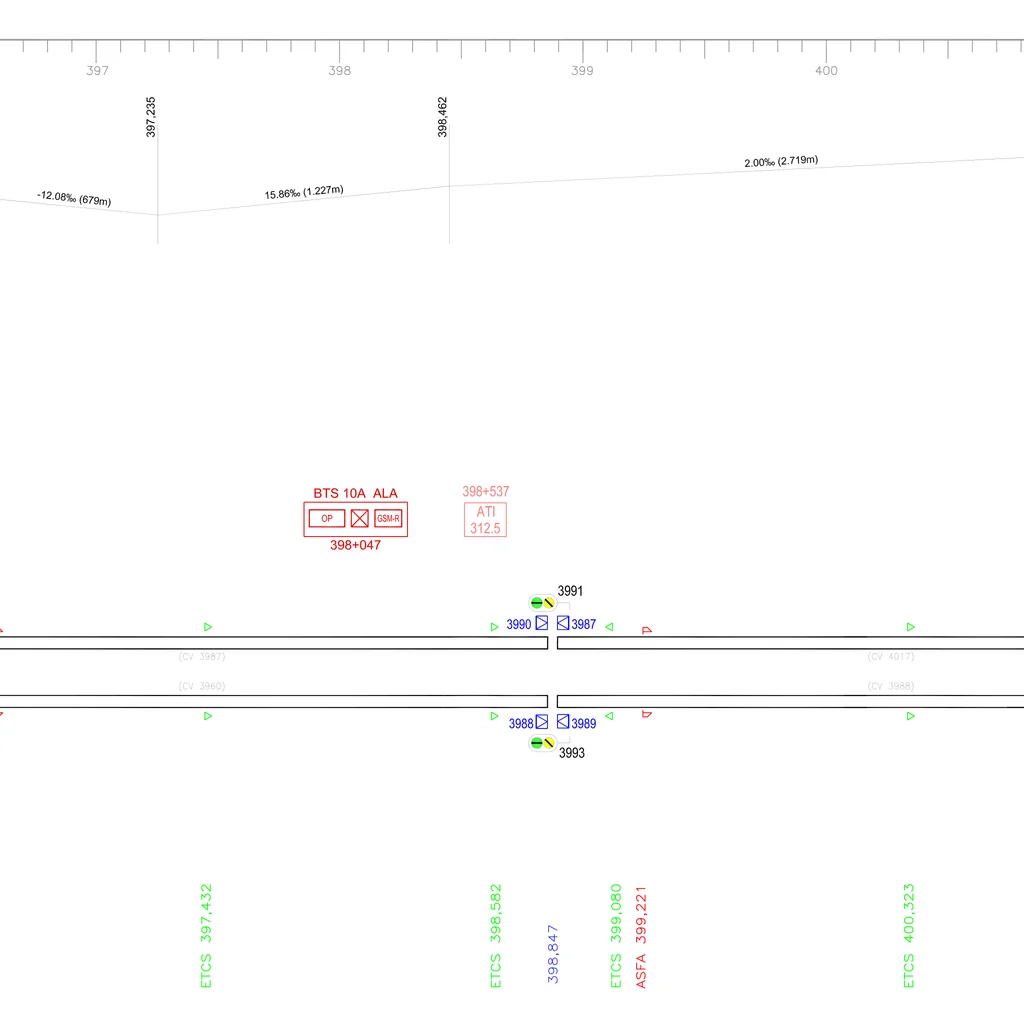 397
398
399
400
397,235
398,462
-12.08‰ (679m)
15.86‰ (1.227m)
2.00‰ (2.719m)
BTS 10A ALA
OP
GSM-R
398+047
398+537
ATI
312.5
3991
3990
3987
(CV 3987)
(CV 4017)
(CV 3960)
(CV 3988)
3988
3989
3993
ETCS 397,432
ETCS 398,582
398,847
ETCS 399,080
ASFA 399,221
ETCS 400,323